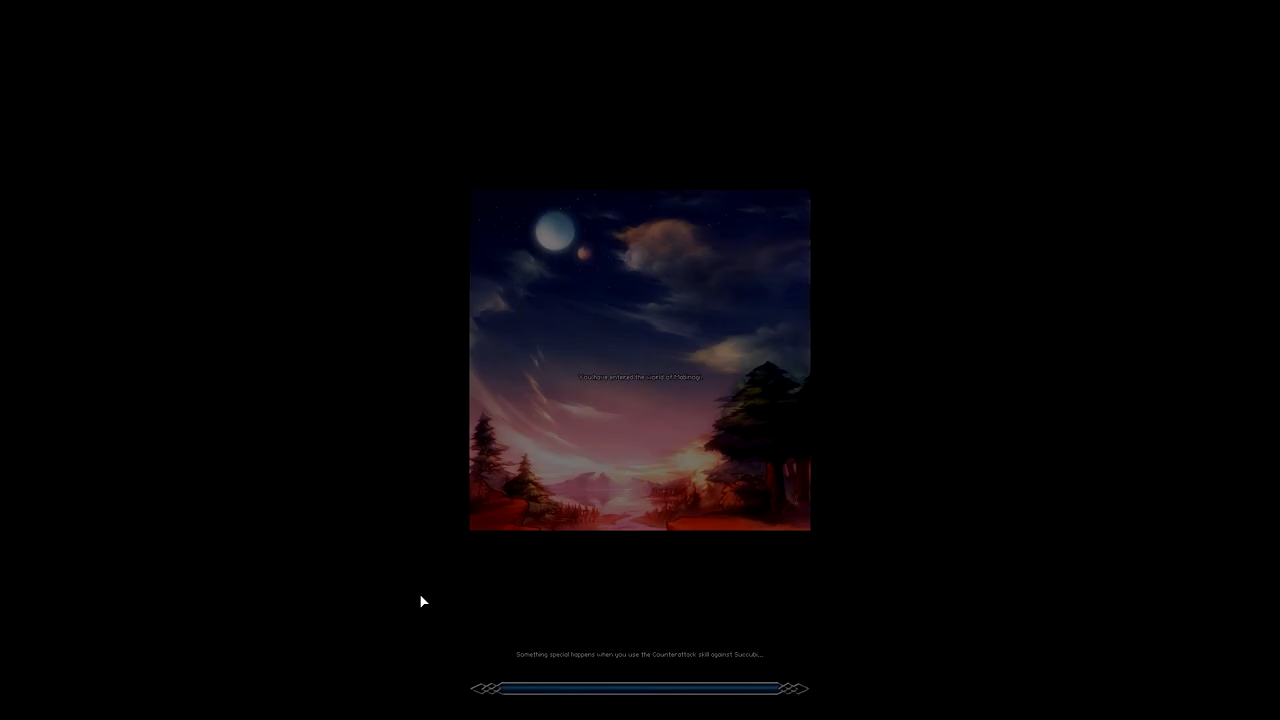 You have entered the world of Mabinogi.
Something special happens when you use the Counterattack skill against Succubi...